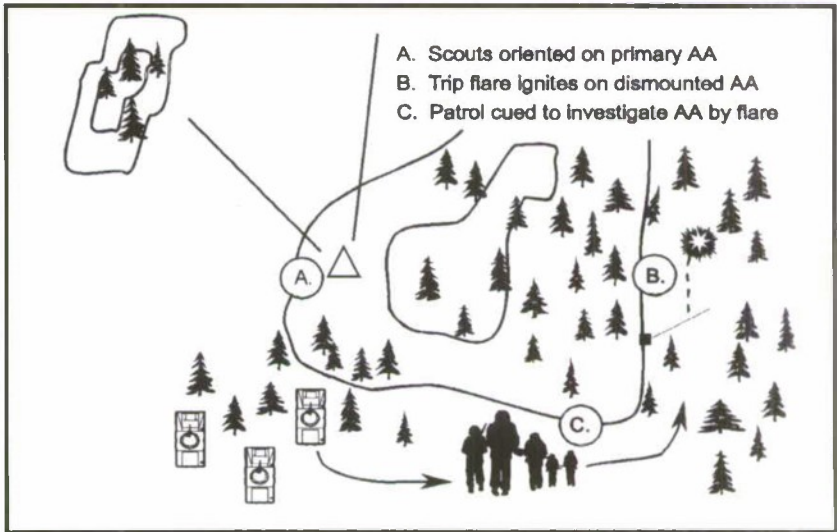 A. Scouts oriented on primary AA
B. Trip flare ignites on dismounted AA
C. Patrol cued to investigate AA by flare
A.
B.
C.